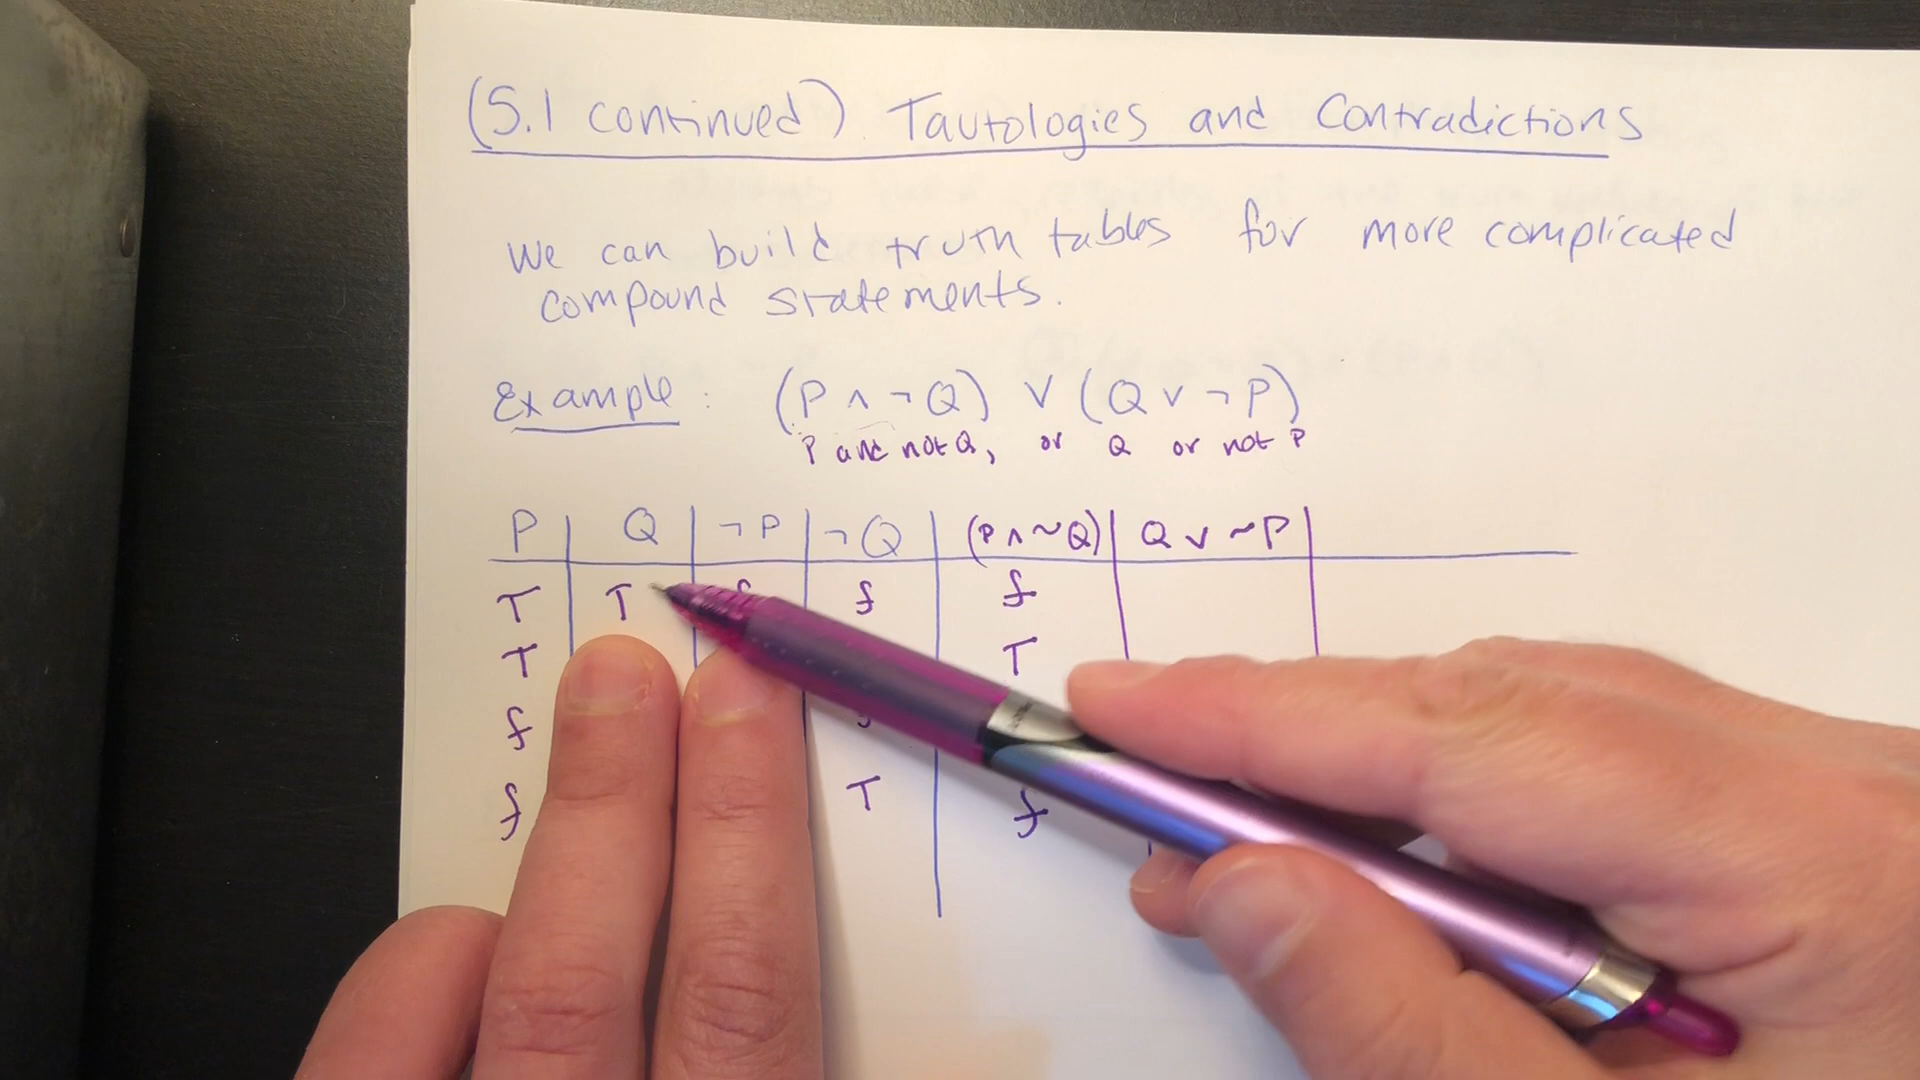 (5.1 continued). Tautologies and Contradictions
We can build truth tables for more complicated
compound statements.
Example: (P ∧ ¬Q) ∨ (Q ∨ ¬P)
P and not Q, or Q or not P
P Q ¬P ¬Q (P ∧ ~Q) Q ∨ ~P
T T f f f
T T
f
f T f